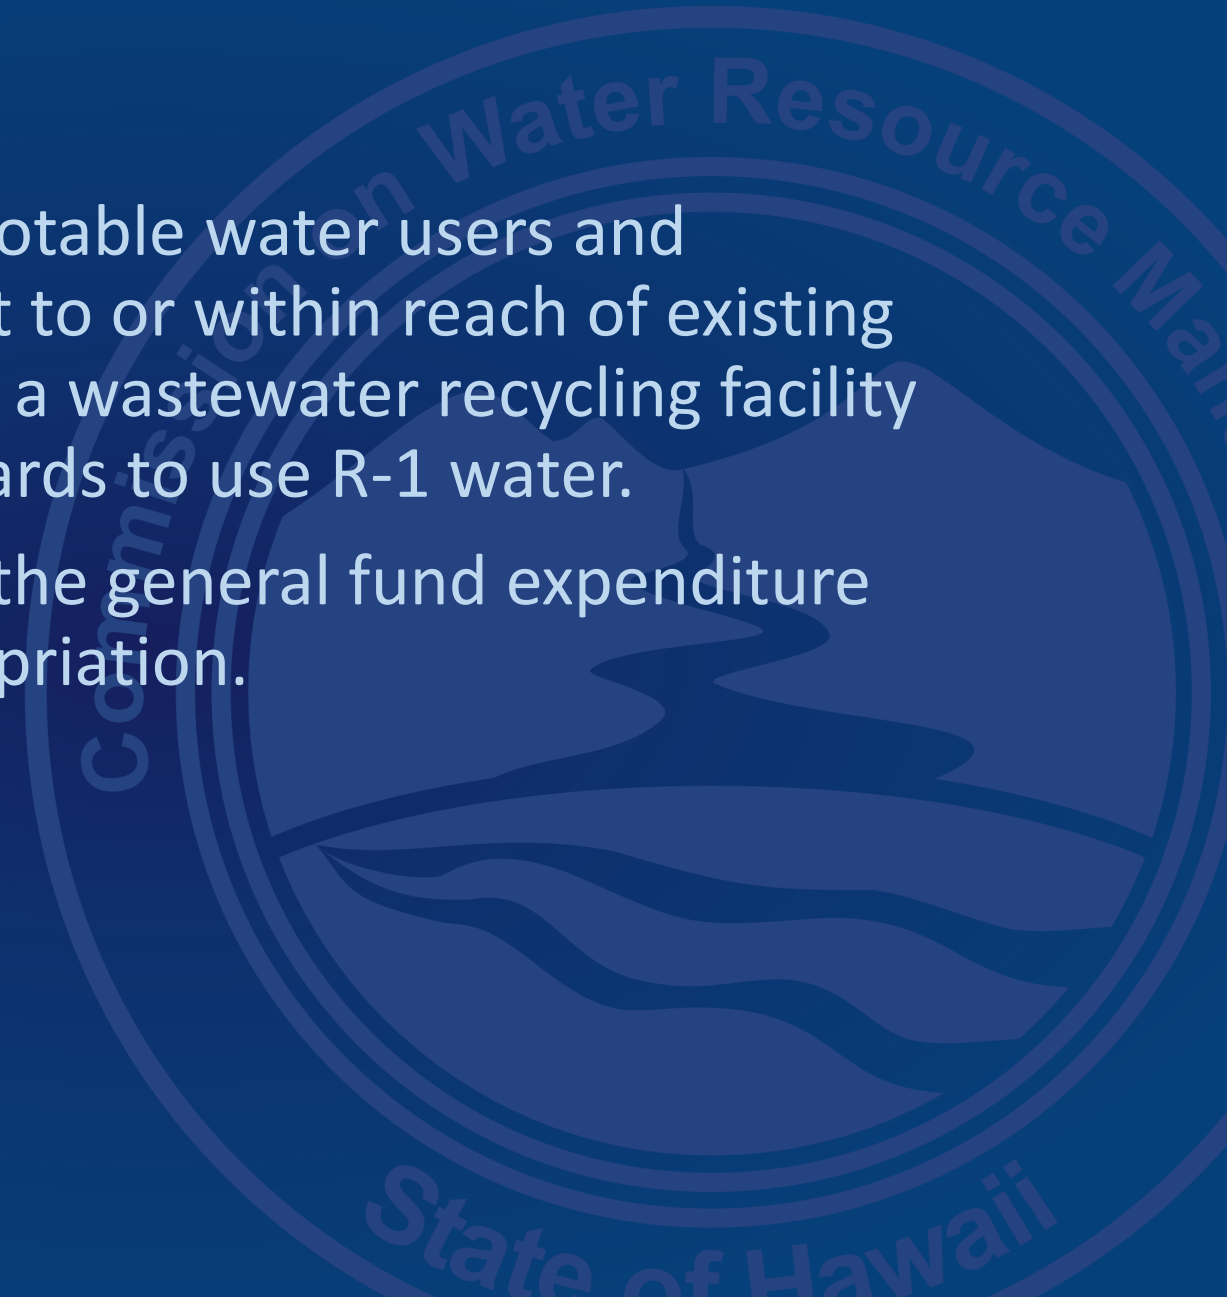 otable water users and
t to or within reach of existing
a wastewater recycling facility
ards to use R-1 water.
the general fund expenditure
priation.
Commission on Water Resource Man
State of Hawaii